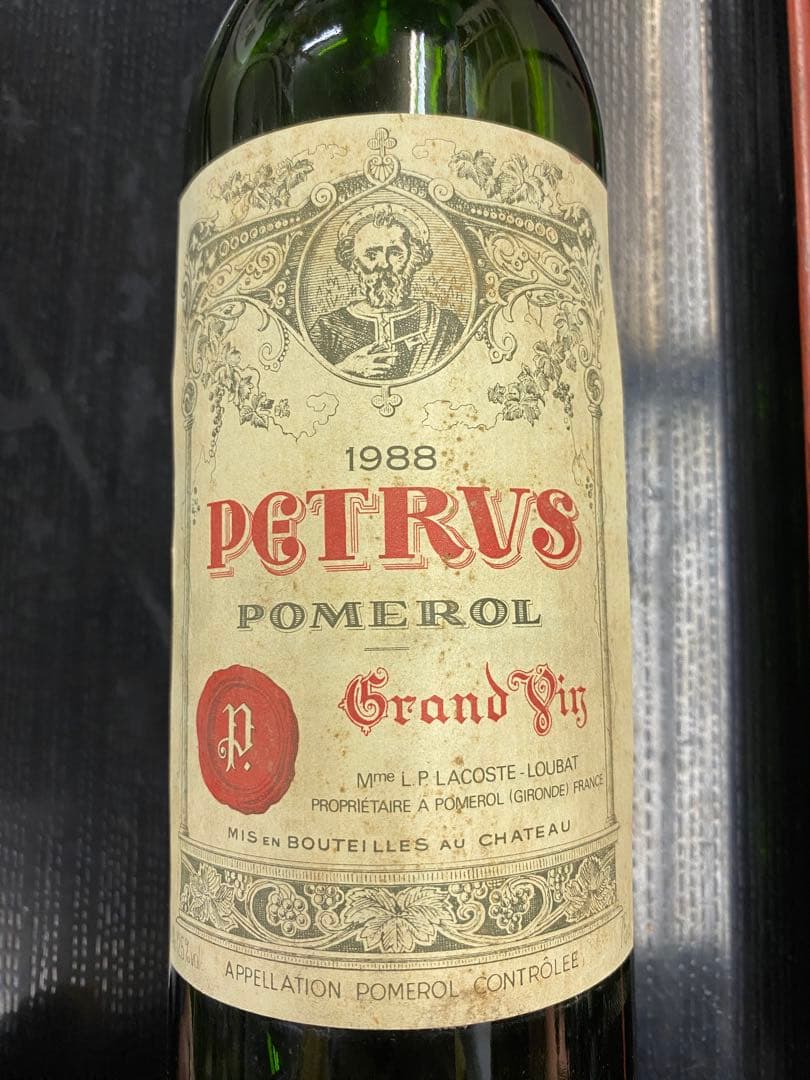 1988
PETRVS
POMEROL
Grand Vin
P.
Mme L.P. LACOSTE-LOUBAT
PROPRIÉTAIRE A POMEROL (GIRONDE) FRANCE
MIS EN BOUTEILLES AU CHATEAU
APPELLATION POMEROL CONTRÔLÉE